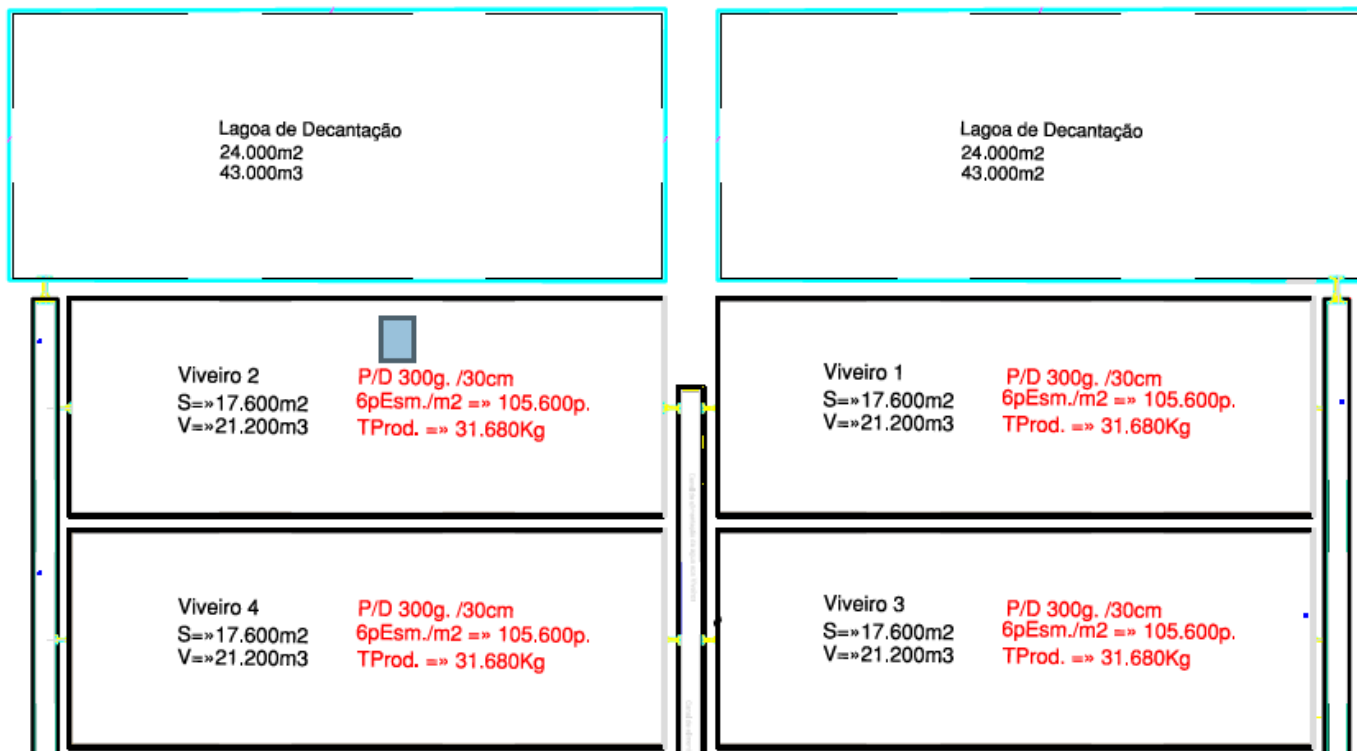 Lagoa de Decantação
24.000m2
43.000m3
Lagoa de Decantação
24.000m2
43.000m2
Viveiro 2
S=»17.600m2
V=»21.200m3
P/D 300g. /30cm
6pEsm./m2 =» 105.600p.
TProd. =» 31.680Kg
Viveiro 1
S=»17.600m2
V=»21.200m3
P/D 300g. /30cm
6pEsm./m2 =» 105.600p.
TProd. =» 31.680Kg
Viveiro 4
S=»17.600m2
V=»21.200m3
P/D 300g. /30cm
6pEsm./m2 =» 105.600p.
TProd. =» 31.680Kg
Viveiro 3
S=»17.600m2
V=»21.200m3
P/D 300g. /30cm
6pEsm./m2 =» 105.600p.
TProd. =» 31.680Kg